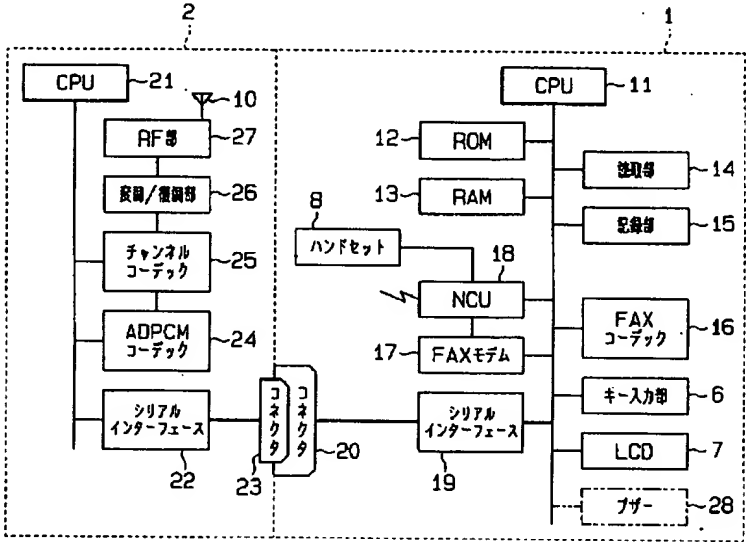 2
1
CPU
21
10
RF部
27
変調/復調部
26
チャンネル
コーデック
25
ADPCM
コーデック
24
シリアル
インターフェース
22
コネクタ
23
コネクタ
20
CPU
11
12
ROM
13
RAM
読取部
14
記録部
15
8
ハンドセット
18
NCU
17
FAXモデム
FAX
コーデック
16
シリアル
インターフェース
19
キー入力部
6
LCD
7
ブザー
28